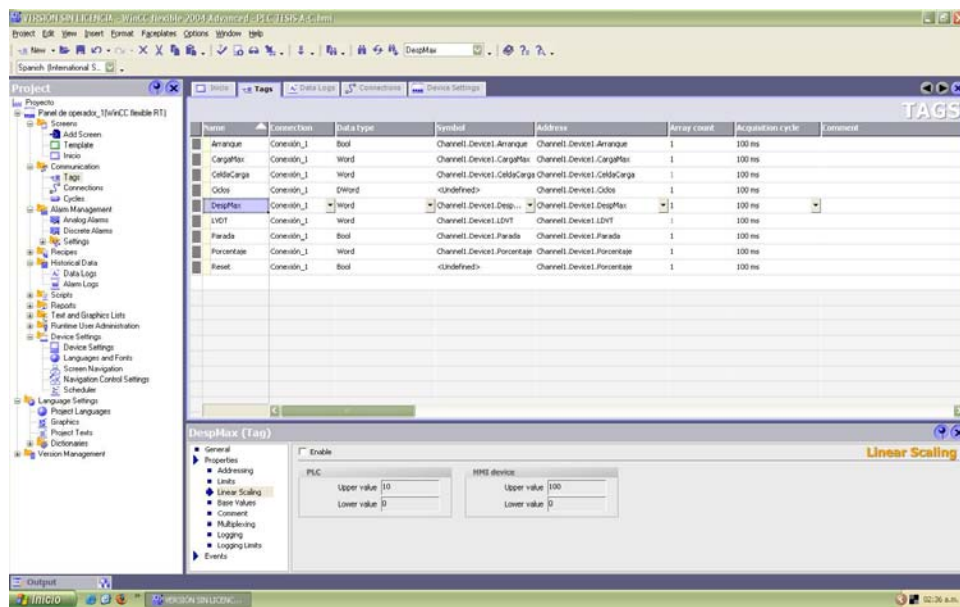 VERSIÓN SIN LICENCIA - WinCC flexible 2004 Advanced - PLC TESIS A-C.hmi
Project Edit View Insert Format Faceplates Options Window Help
New DespMax
Spanish (International S..
Project
Proyecto
Panel de operador_1(WinCC flexible RT)
Screens
Add Screen
Template
Inicio
Communication
Tags
Connections
Cycles
Alarm Management
Analog Alarms
Discrete Alarms
Settings
Recipes
Historical Data
Data Logs
Alarm Logs
Scripts
Reports
Text and Graphics Lists
Runtime User Administration
Device Settings
Device Settings
Languages and Fonts
Screen Navigation
Navigation Control Settings
Scheduler
Language Settings
Project Languages
Graphics
Project Texts
Dictionaries
Version Management
Inicio Tags Data Logs Connections Device Settings
TAGS
Name Connection Data type Symbol Address Array count Acquisition cycle Comment
Arranque Conexión_1 Bool Channel1.Device1.Arranque Channel1.Device1.Arranque 1 100 ms
CargaMax Conexión_1 Word Channel1.Device1.CargaMax Channel1.Device1.CargaMax 1 100 ms
CeldaCarga Conexión_1 Word Channel1.Device1.CeldaCarga Channel1.Device1.CeldaCarga 1 100 ms
Ciclos Conexión_1 DWord <Undefined> Channel1.Device1.Ciclos 1 100 ms
DespMax Conexión_1 Word Channel1.Device1.Desp... Channel1.Device1.DespMax 1 100 ms
LVDT Conexión_1 Word Channel1.Device1.LDVT Channel1.Device1.LDVT 1 100 ms
Parada Conexión_1 Bool Channel1.Device1.Parada Channel1.Device1.Parada 1 100 ms
Porcentaje Conexión_1 Word Channel1.Device1.Porcentaje Channel1.Device1.Porcentaje 1 100 ms
Reset Conexión_1 Bool <Undefined> Channel1.Device1.Porcentaje 1 100 ms
DespMax (Tag)
General
Properties
Addressing
Limits
Linear Scaling
Base Values
Comment
Multiplexing
Logging
Logging Limits
Events
Enable
Linear Scaling
PLC
Upper value 10
Lower value 0
HMI device
Upper value 100
Lower value 0
Output
Inicio
VERSIÓN SIN LICENC...
02:36 a.m.